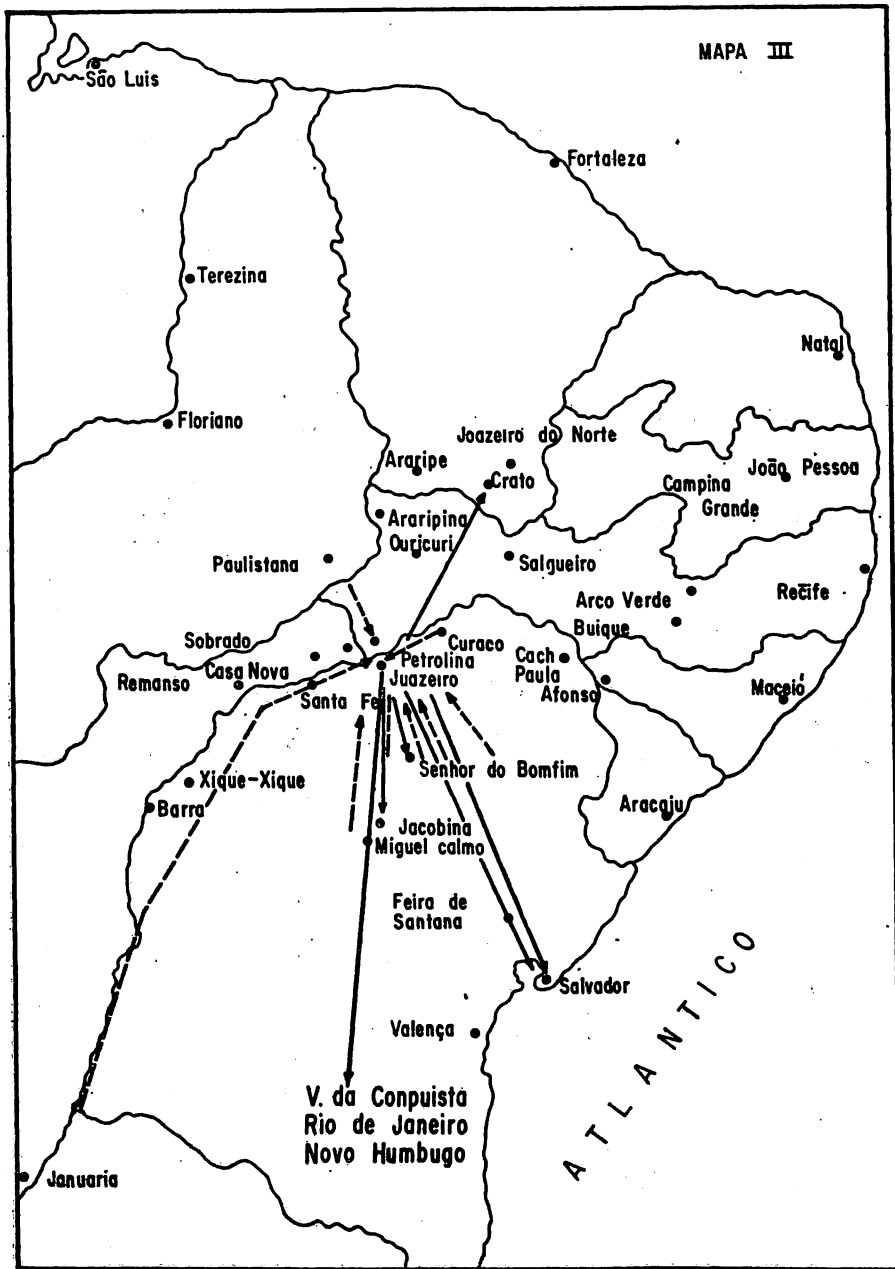 MAPA III
São Luis
Fortaleza
Terezina
Natal
Floriano
Joazeiro do Norte
Araripe
Crato
Campina
Grande
João Pessoa
Araripina
Ouricuri
Paulistana
Salgueiro
Arco Verde
Buique
Recife
Sobrado
Curaco
Casa Nova
Remanso
Petrolina
Juazeiro
Cach
Paula
Afonso
Santa Fe
Maceió
Senhor do Bomfim
Xique-Xique
Barra
Aracaju
Jacobina
Miguel calmo
Feira de
Santana
Salvador
Valença
ATLANTICO
V. da Conpuista
Rio de Janeiro
Novo Humbugo
Januaria